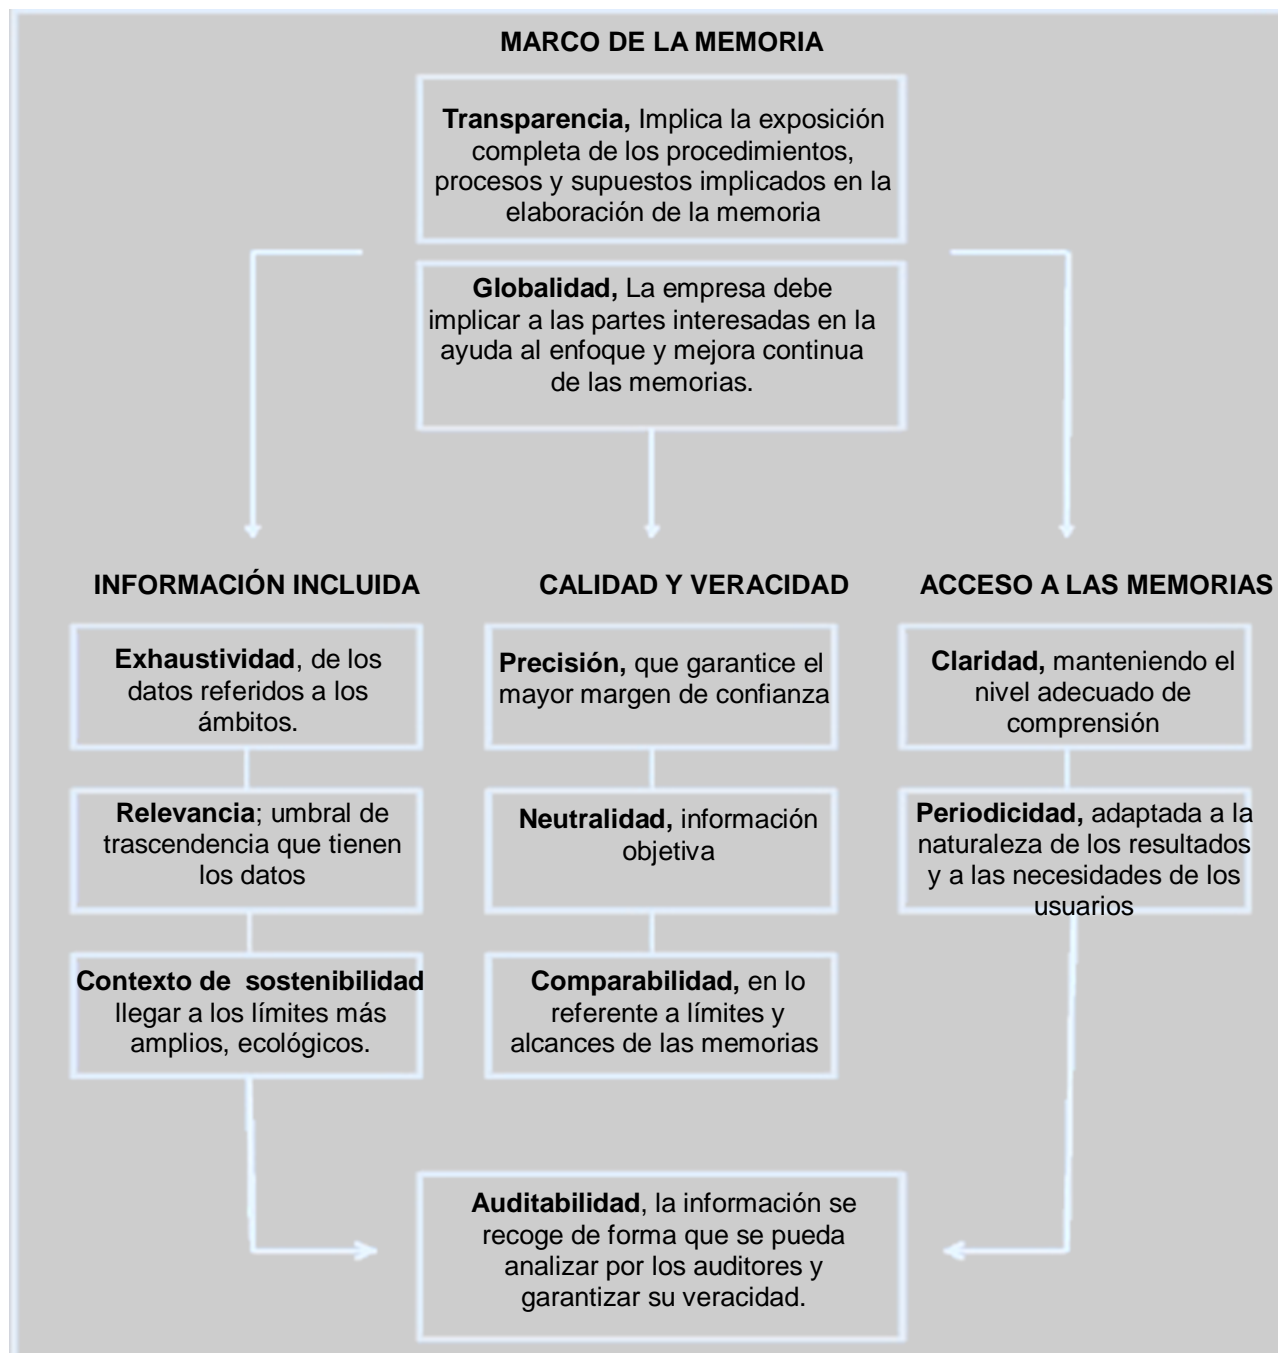 MARCO DE LA MEMORIA
Transparencia, Implica la exposición
completa de los procedimientos,
procesos y supuestos implicados en la
elaboración de la memoria
Globalidad, La empresa debe
implicar a las partes interesadas en la
ayuda al enfoque y mejora continua
de las memorias.
INFORMACIÓN INCLUIDA
Exhaustividad, de los
datos referidos a los
ámbitos.
Relevancia; umbral de
trascendencia que tienen
los datos
Contexto de sostenibilidad
llegar a los límites más
amplios, ecológicos.
CALIDAD Y VERACIDAD
Precisión, que garantice el
mayor margen de confianza
Neutralidad, información
objetiva
Comparabilidad, en lo
referente a límites y
alcances de las memorias
ACCESO A LAS MEMORIAS
Claridad, manteniendo el
nivel adecuado de
comprensión
Periodicidad, adaptada a la
naturaleza de los resultados
y a las necesidades de los
usuarios
Auditabilidad, la información se
recoge de forma que se pueda
analizar por los auditores y
garantizar su veracidad.